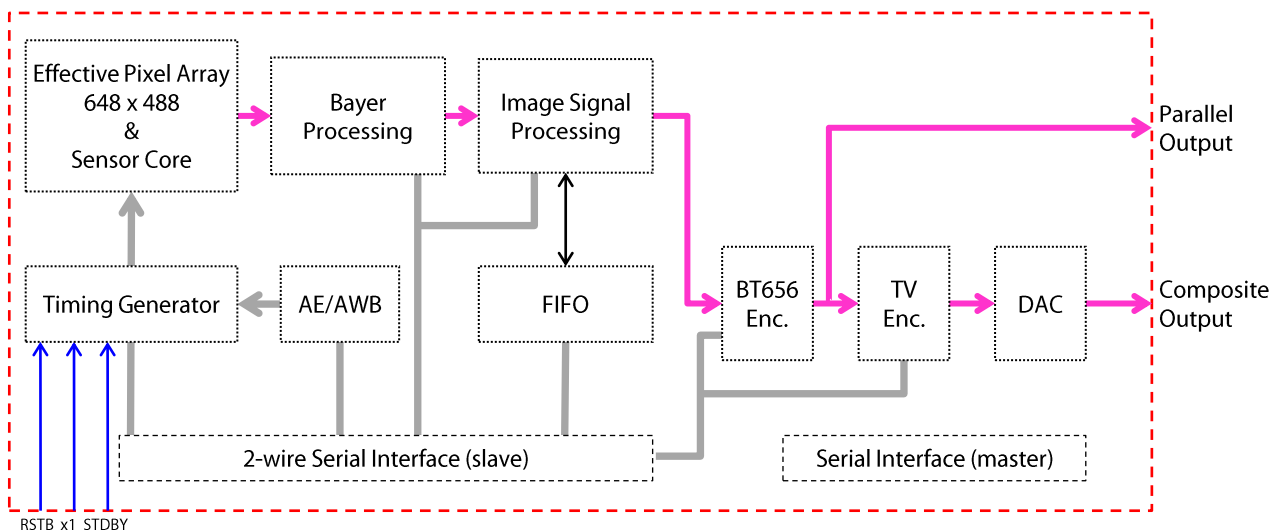 Effective Pixel Array
648 x 488
&
Sensor Core
Bayer
Processing
Image Signal
Processing
Parallel
Output
Timing Generator
AE/AWB
FIFO
BT656
Enc.
TV
Enc.
DAC
Composite
Output
2-wire Serial Interface (slave)
Serial Interface (master)
RSTB x1 STDBY